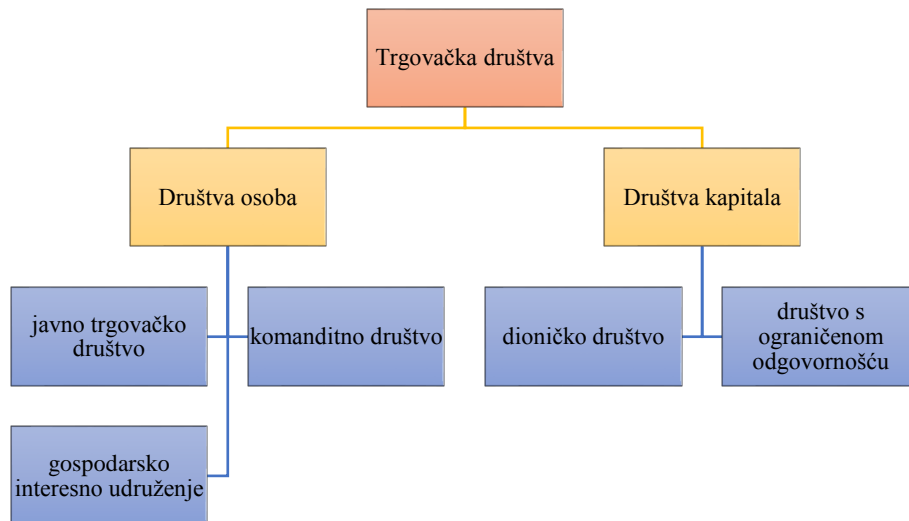 Trgovačka društva
Društva osoba
Društva kapitala
javno trgovačko
društvo
komanditno društvo
dioničko društvo
društvo s
ograničenom
odgovornošću
gospodarsko
interesno udruženje